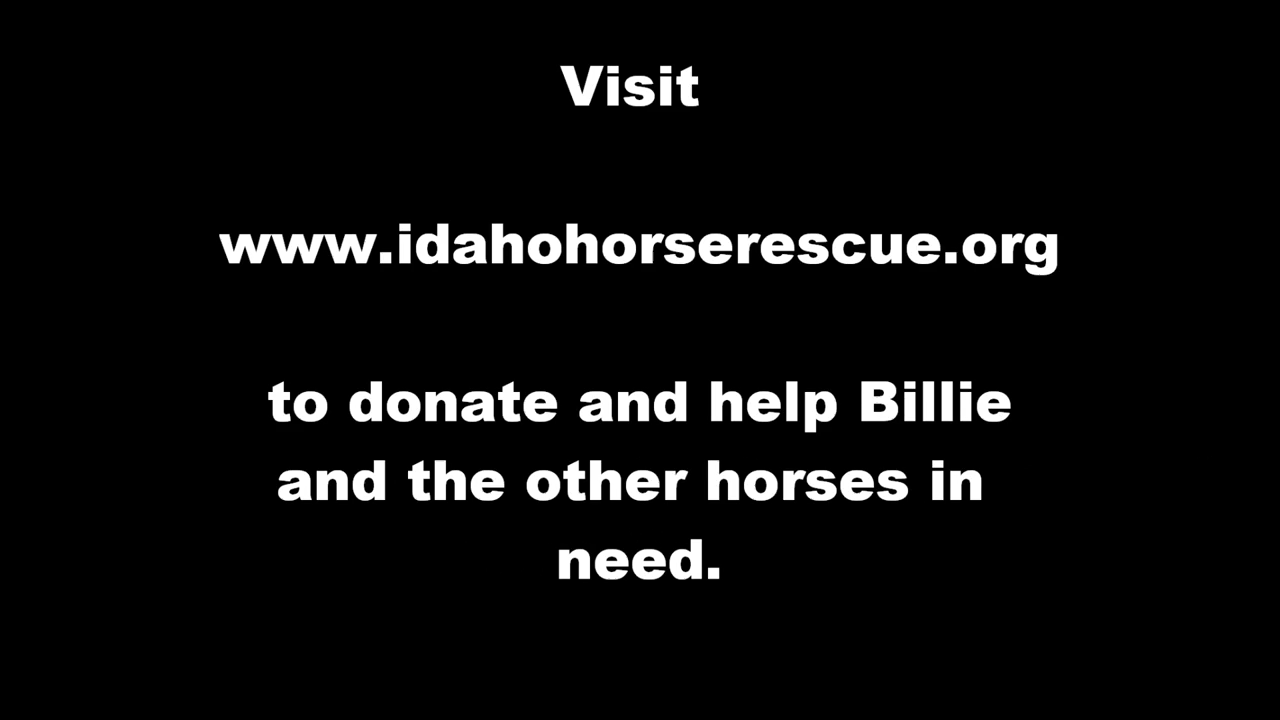 Visit
www.idahohorserescue.org
to donate and help Billie
and the other horses in
need.